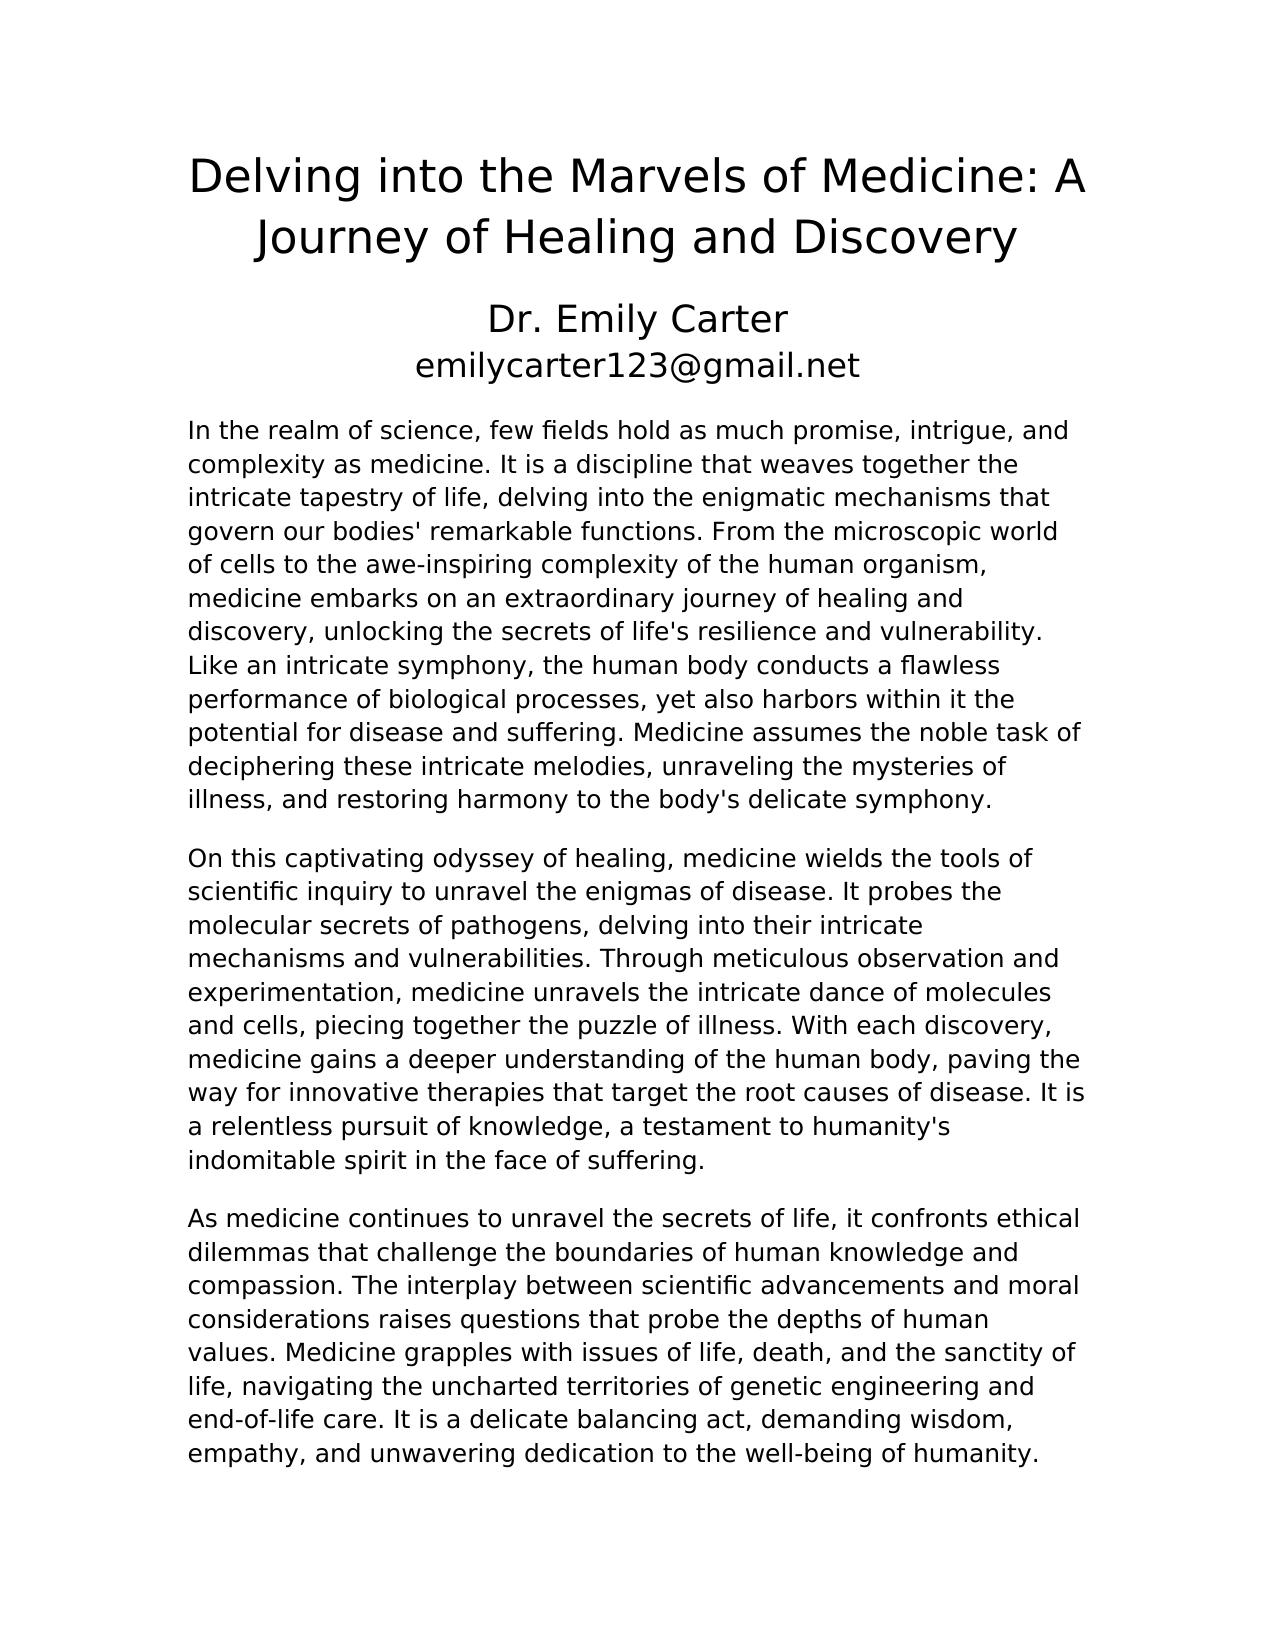 Delving into the Marvels of Medicine: A
Journey of Healing and Discovery
Dr. Emily Carter
emilycarter123@gmail.net
In the realm of science, few fields hold as much promise, intrigue, and
complexity as medicine. It is a discipline that weaves together the
intricate tapestry of life, delving into the enigmatic mechanisms that
govern our bodies' remarkable functions. From the microscopic world
of cells to the awe-inspiring complexity of the human organism,
medicine embarks on an extraordinary journey of healing and
discovery, unlocking the secrets of life's resilience and vulnerability.
Like an intricate symphony, the human body conducts a flawless
performance of biological processes, yet also harbors within it the
potential for disease and suffering. Medicine assumes the noble task of
deciphering these intricate melodies, unraveling the mysteries of
illness, and restoring harmony to the body's delicate symphony.
On this captivating odyssey of healing, medicine wields the tools of
scientific inquiry to unravel the enigmas of disease. It probes the
molecular secrets of pathogens, delving into their intricate
mechanisms and vulnerabilities. Through meticulous observation and
experimentation, medicine unravels the intricate dance of molecules
and cells, piecing together the puzzle of illness. With each discovery,
medicine gains a deeper understanding of the human body, paving the
way for innovative therapies that target the root causes of disease. It is
a relentless pursuit of knowledge, a testament to humanity's
indomitable spirit in the face of suffering.
As medicine continues to unravel the secrets of life, it confronts ethical
dilemmas that challenge the boundaries of human knowledge and
compassion. The interplay between scientific advancements and moral
considerations raises questions that probe the depths of human
values. Medicine grapples with issues of life, death, and the sanctity of
life, navigating the uncharted territories of genetic engineering and
end-of-life care. It is a delicate balancing act, demanding wisdom,
empathy, and unwavering dedication to the well-being of humanity.